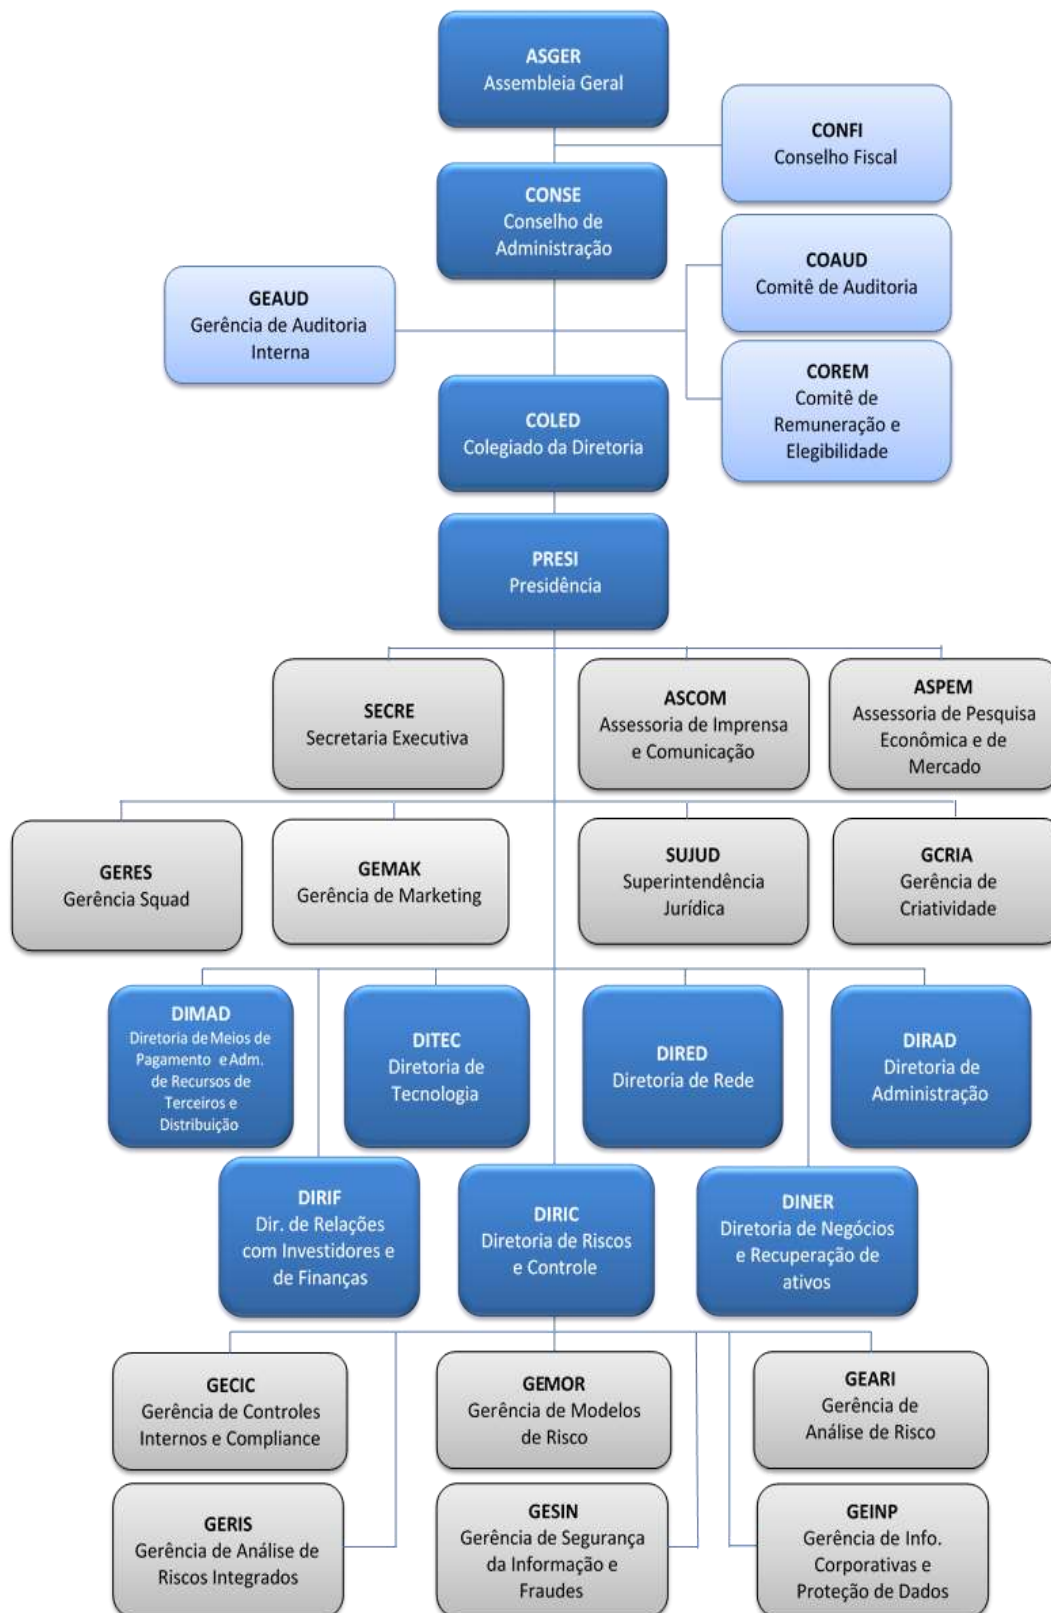 ASGER
Assembleia Geral
CONFI
Conselho Fiscal
CONSE
Conselho de
Administração
COAUD
Comitê de Auditoria
GEAUD
Gerência de Auditoria
Interna
COREM
Comitê de
Remuneração e
Elegibilidade
COLED
Colegiado da Diretoria
PRESI
Presidência
SECRE
Secretaria Executiva
ASCOM
Assessoria de Imprensa
e Comunicação
ASPEM
Assessoria de Pesquisa
Econômica e de
Mercado
GERES
Gerência Squad
GEMAK
Gerência de Marketing
SUJUD
Superintendência
Jurídica
GCRIA
Gerência de
Criatividade
DIMAD
Diretoria de Meios de
Pagamento e Adm.
de Recursos de
Terceiros e
Distribuição
DITEC
Diretoria de
Tecnologia
DIRED
Diretoria de Rede
DIRAD
Diretoria de
Administração
DIRIF
Dir. de Relações
com Investidores e
de Finanças
DIRIC
Diretoria de Riscos
e Controle
DINER
Diretoria de Negócios
e Recuperação de
ativos
GECIC
Gerência de Controles
Internos e Compliance
GEMOR
Gerência de Modelos
de Risco
GEARI
Gerência de
Análise de Risco
GERIS
Gerência de Análise de
Riscos Integrados
GESIN
Gerência de Segurança
da Informação e
Fraudes
GEINP
Gerência de Info.
Corporativas e
Proteção de Dados